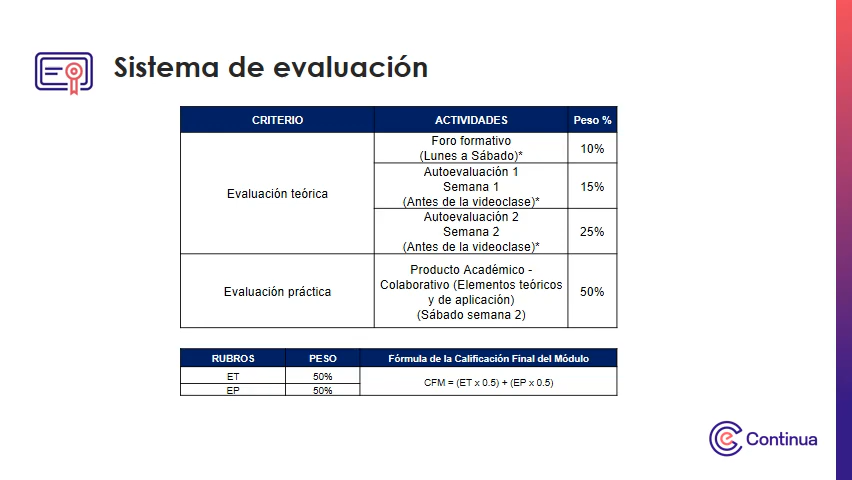 Sistema de evaluación
CRITERIO ACTIVIDADES Peso %
Evaluación teórica
Foro formativo
(Lunes a Sábado)*
10%
Autoevaluación 1
Semana 1
(Antes de la videoclase)*
15%
Autoevaluación 2
Semana 2
(Antes de la videoclase)*
25%
Evaluación práctica
Producto Académico -
Colaborativo (Elementos teóricos
y de aplicación)
(Sábado semana 2)
50%
RUBROS PESO Fórmula de la Calificación Final del Módulo
ET 50%
EP 50%
CFM = (ET x 0.5) + (EP x 0.5)
Continua